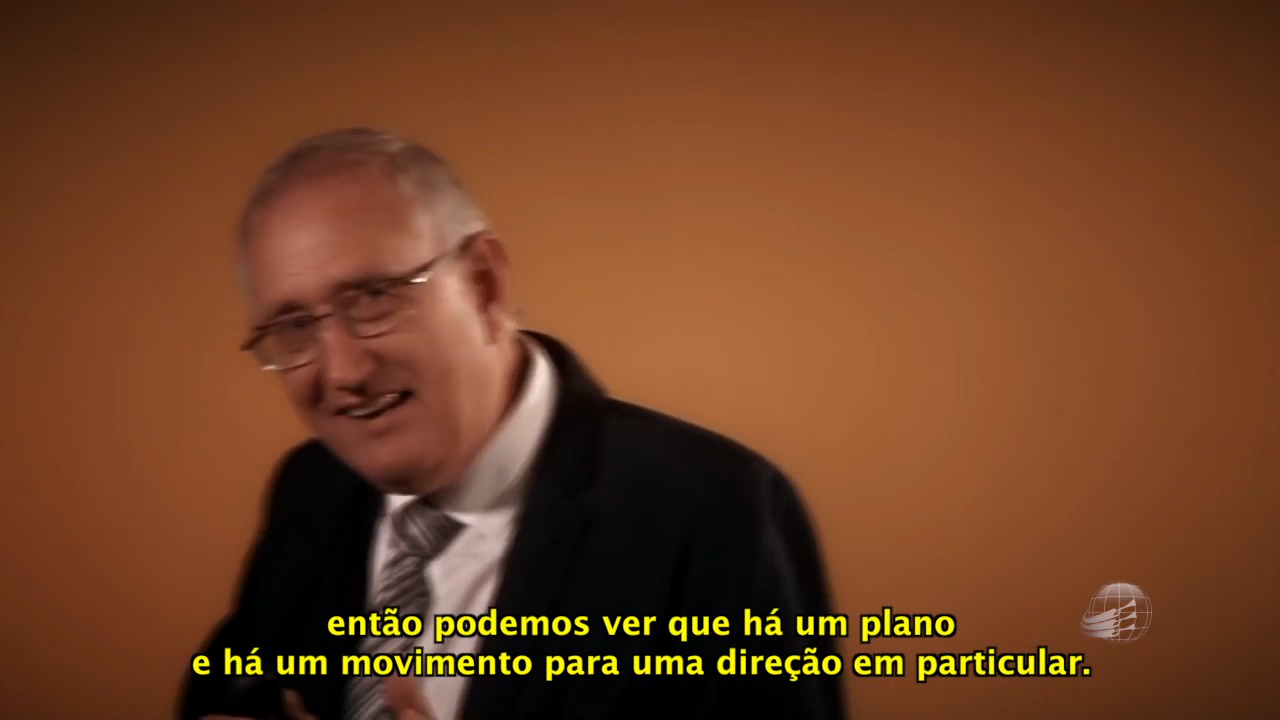 então podemos ver que há um plano
e há um movimento para uma direção em particular.